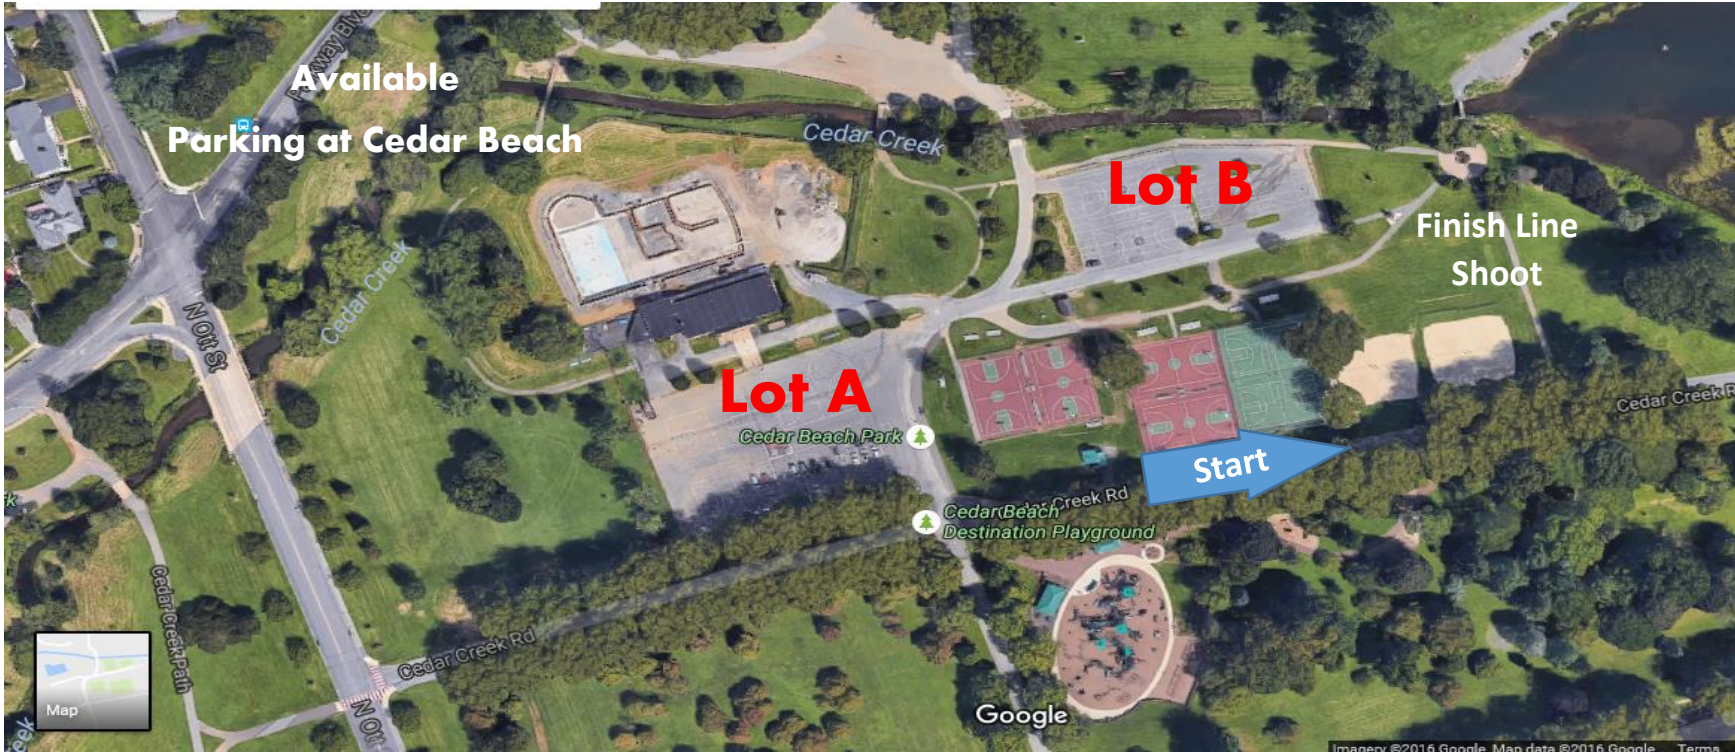 Available
Parking at Cedar Beach
Cedar Creek
Lot B
Finish Line
Shoot
Cedar Creek
N Ott St
Lot A
Cedar Beach Park
Cedar Creek R
Start
Cedar Creek Rd
Cedar Beach
Destination Playground
Cedar Creek Path
Cedar Creek Rd
Map
N Ott
Google
Imagery ©2016 Google, Map data ©2016 Google
Terms